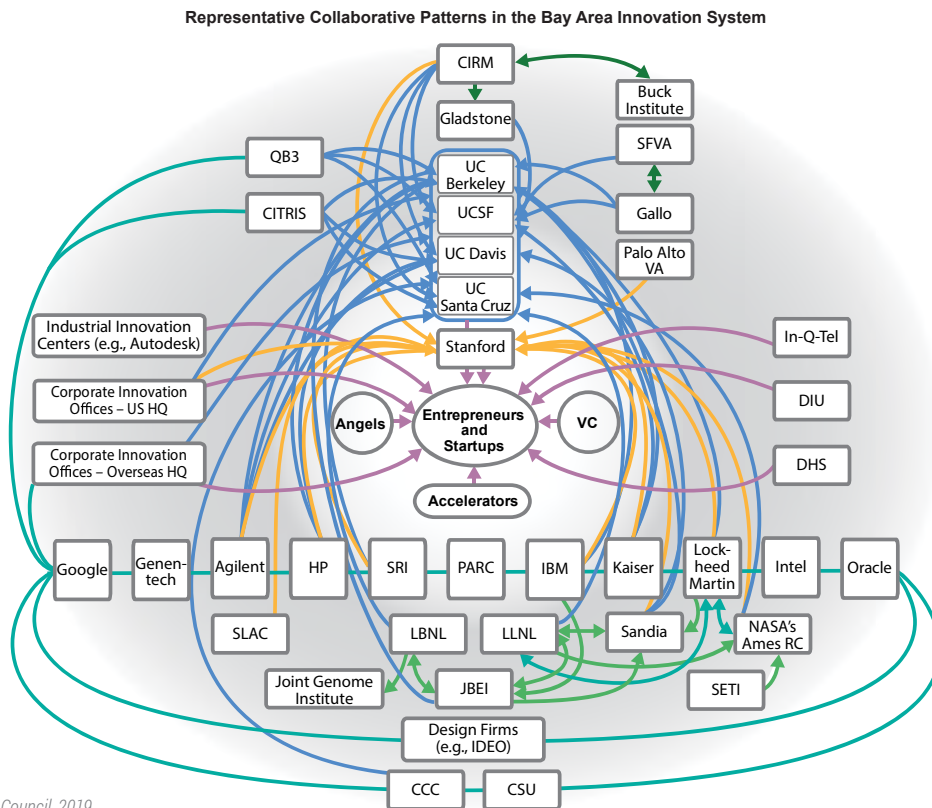 Representative Collaborative Patterns in the Bay Area Innovation System
CIRM
Buck
Institute
Gladstone
SFVA
QB3
UC
Berkeley
CITRIS
UCSF
Gallo
UC Davis
Palo Alto
VA
UC
Santa Cruz
Industrial Innovation
Centers (e.g., Autodesk)
Stanford
In-Q-Tel
Corporate Innovation
Offices – US HQ
DIU
Angels
Entrepreneurs
and
Startups
VC
Corporate Innovation
Offices – Overseas HQ
DHS
Accelerators
Google
Genen-
tech
Agilent
HP
SRI
PARC
IBM
Kaiser
Lock-
heed
Martin
Intel
Oracle
SLAC
LBNL
LLNL
Sandia
NASA's
Ames RC
Joint Genome
Institute
JBEI
SETI
Design Firms
(e.g., IDEO)
CCC
CSU
Council, 2019